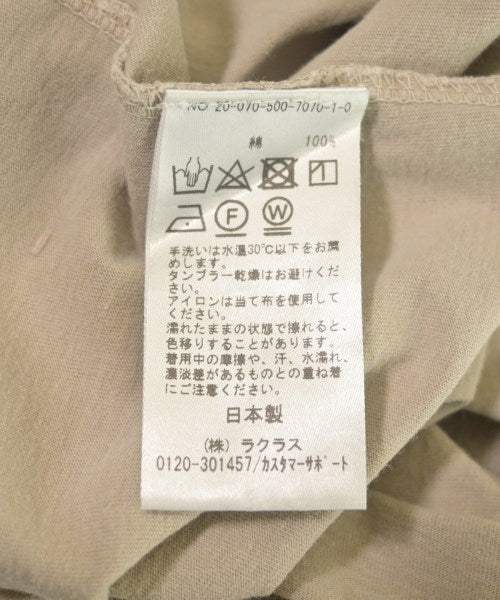 NO 20-070-500-7070-1-0
綿 100%
F W
手洗いは水温30℃以下をお薦
めします。
タンブラー乾燥はお避けくだ
さい。
アイロンは当て布を使用して
ください。
濡れたままの状態で擦れると、
色移りすることがあります。
着用中の摩擦や、汗、水濡れ、
濃淡差があるものとの重ね着
にご注意ください。
日本製
(株) ラクラス
0120-301457/カスタマーサポート